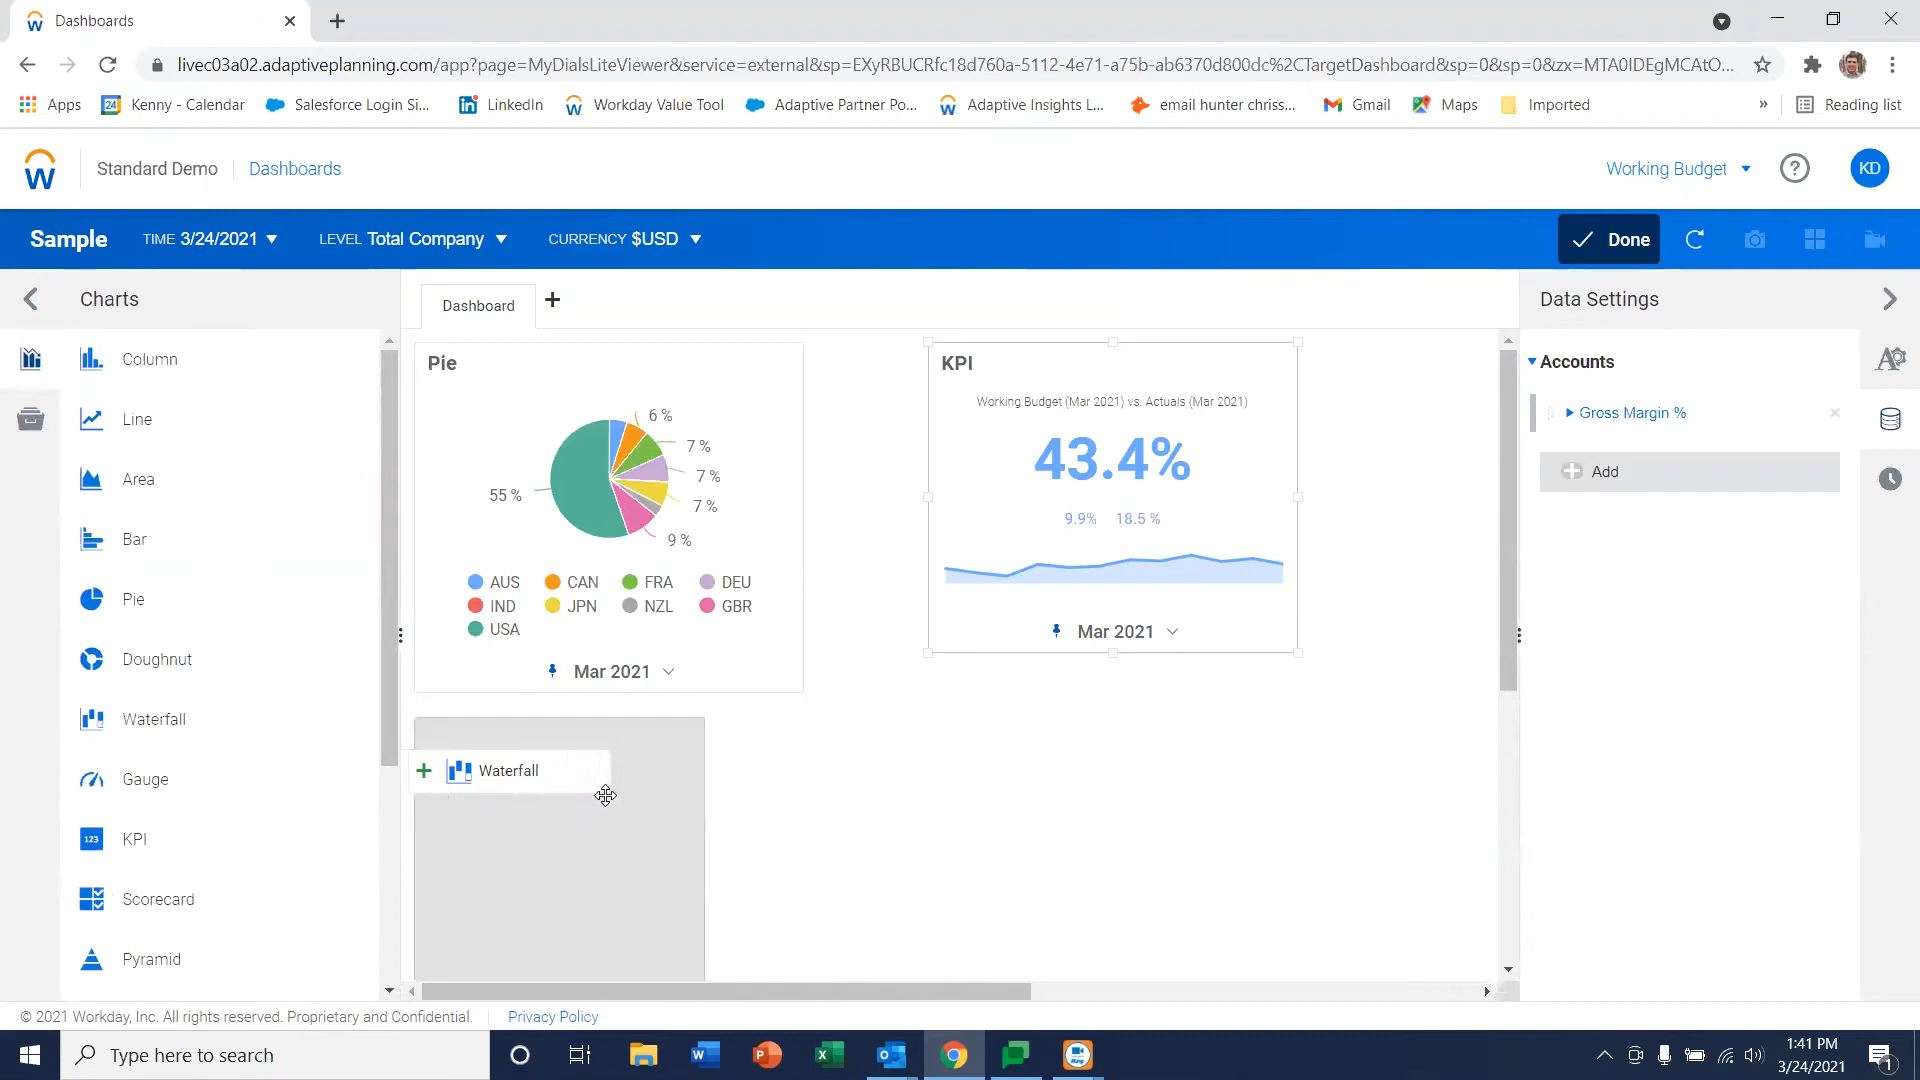 Dashboards
livec03a02.adaptiveplanning.com/app?page=MyDialsLiteViewer&service=external&sp=EXyRBUCRfc18d760a-5112-4e71-a75b-ab6370d800dc%2CTargetDashboard&sp=0&sp=0&zx=MTA0IDEgMCAtO...
Apps
24
Kenny - Calendar
Salesforce Login Si...
LinkedIn
Workday Value Tool
Adaptive Partner Po...
Adaptive Insights L...
email hunter chriss...
Gmail
Maps
Imported
»
Reading list
Standard Demo
Dashboards
Working Budget
?
KD
Sample
TIME 3/24/2021
LEVEL Total Company
CURRENCY $USD
Done
Charts
Dashboard
Data Settings
Column
Line
Area
Bar
Pie
Doughnut
Waterfall
Gauge
123
KPI
Scorecard
Pyramid
Pie
6 %
7 %
7 %
7 %
55 %
9 %
AUS CAN FRA DEU
IND JPN NZL GBR
USA
Mar 2021
KPI
Working Budget (Mar 2021) vs. Actuals (Mar 2021)
43.4%
9.9% 18.5 %
Mar 2021
Waterfall
Accounts
Gross Margin %
Add
© 2021 Workday, Inc. All rights reserved. Proprietary and Confidential.
Privacy Policy
Type here to search
1:41 PM
3/24/2021
1